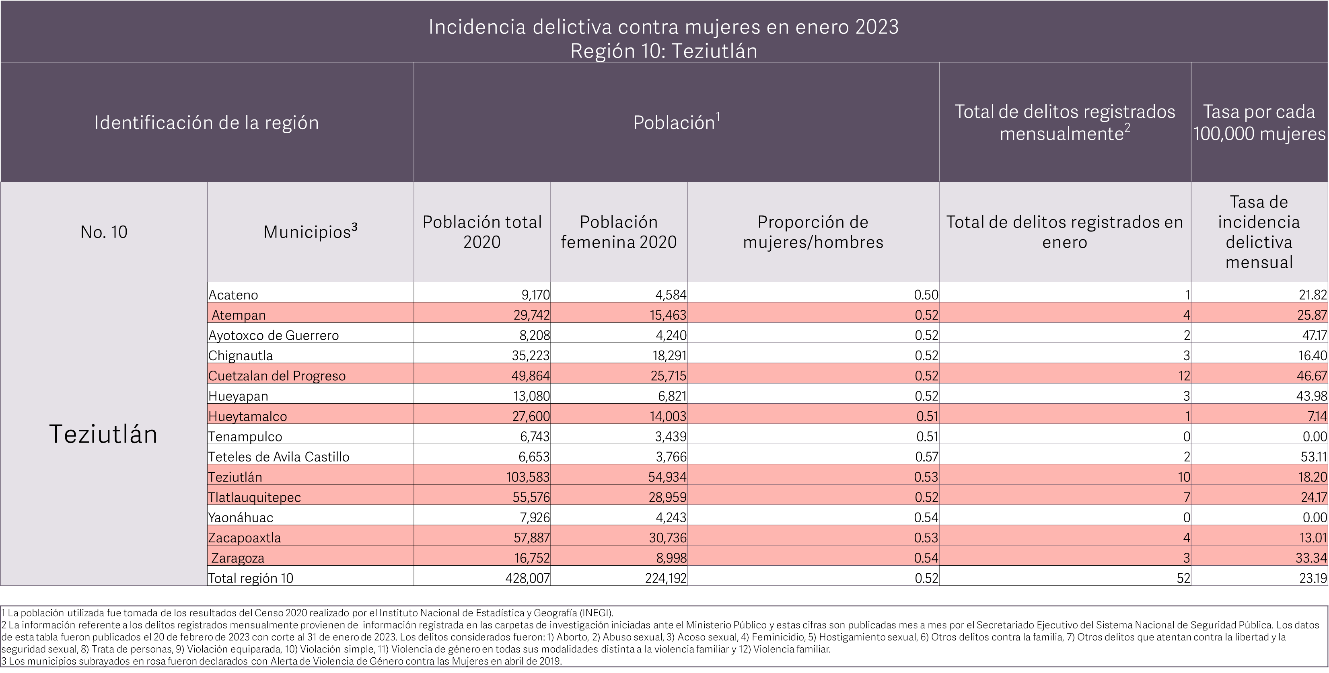 Incidencia delictiva contra mujeres en enero 2023
Región 10: Teziutlán
Identificación de la región Población1 Total de delitos registrados mensualmente2 Tasa por cada 100,000 mujeres
No. 10 Municipios3 Población total 2020 Población femenina 2020 Proporción de mujeres/hombres Total de delitos registrados en enero Tasa de incidencia delictiva mensual
Teziutlán
Acateno 9,170 4,584 0.50 1 21.82
Atempan 29,742 15,463 0.52 4 25.87
Ayotoxco de Guerrero 8,208 4,240 0.52 2 47.17
Chignautla 35,223 18,291 0.52 3 16.40
Cuetzalan del Progreso 49,864 25,715 0.52 12 46.67
Hueyapan 13,080 6,821 0.52 3 43.98
Hueytamalco 27,600 14,003 0.51 1 7.14
Tenampulco 6,743 3,439 0.51 0 0.00
Teteles de Avila Castillo 6,653 3,766 0.57 2 53.11
Teziutlán 103,583 54,934 0.53 10 18.20
Tlatlauquitepec 55,576 28,959 0.52 7 24.17
Yaonáhuac 7,926 4,243 0.54 0 0.00
Zacapoaxtla 57,887 30,736 0.53 4 13.01
Zaragoza 16,752 8,998 0.54 3 33.34
Total región 10 428,007 224,192 0.52 52 23.19
1 La población utilizada fue tomada de los resultados del Censo 2020 realizado por el Instituto Nacional de Estadística y Geografía (INEGI).
2 La información referente a los delitos registrados mensualmente provienen de información registrada en las carpetas de investigación iniciadas ante el Ministerio Público y estas cifras son publicadas mes a mes por el Secretariado Ejecutivo del Sistema Nacional de Seguridad Pública. Los datos
de esta tabla fueron publicados el 20 de febrero de 2023 con corte al 31 de enero de 2023. Los delitos considerados fueron: 1) Aborto, 2) Abuso sexual, 3) Acoso sexual, 4) Feminicidio, 5) Hostigamiento sexual, 6) Otros delitos contra la familia, 7) Otros delitos que atentan contra la libertad y la
seguridad sexual, 8) Trata de personas, 9) Violación equiparada, 10) Violación simple, 11) Violencia de género en todas sus modalidades distinta a la violencia familiar y 12) Violencia familiar.
3 Los municipios subrayados en rosa fueron declarados con Alerta de Violencia de Género contra las Mujeres en abril de 2019.